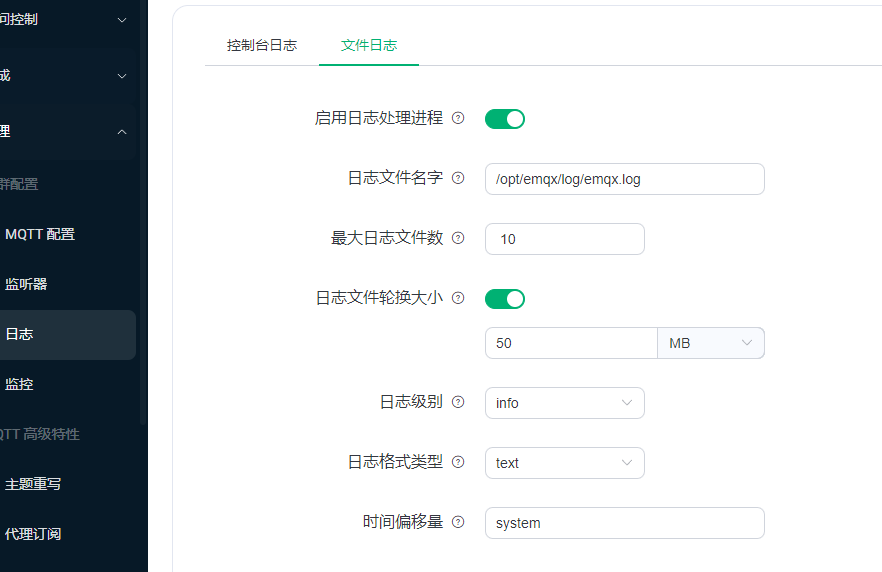 问控制
成
理
群配置
MQTT 配置
监听器
日志
监控
QTT 高级特性
主题重写
代理订阅
控制台日志
文件日志
启用日志处理进程
日志文件名字
/opt/emqx/log/emqx.log
最大日志文件数
10
日志文件轮换大小
50
MB
日志级别
info
日志格式类型
text
时间偏移量
system